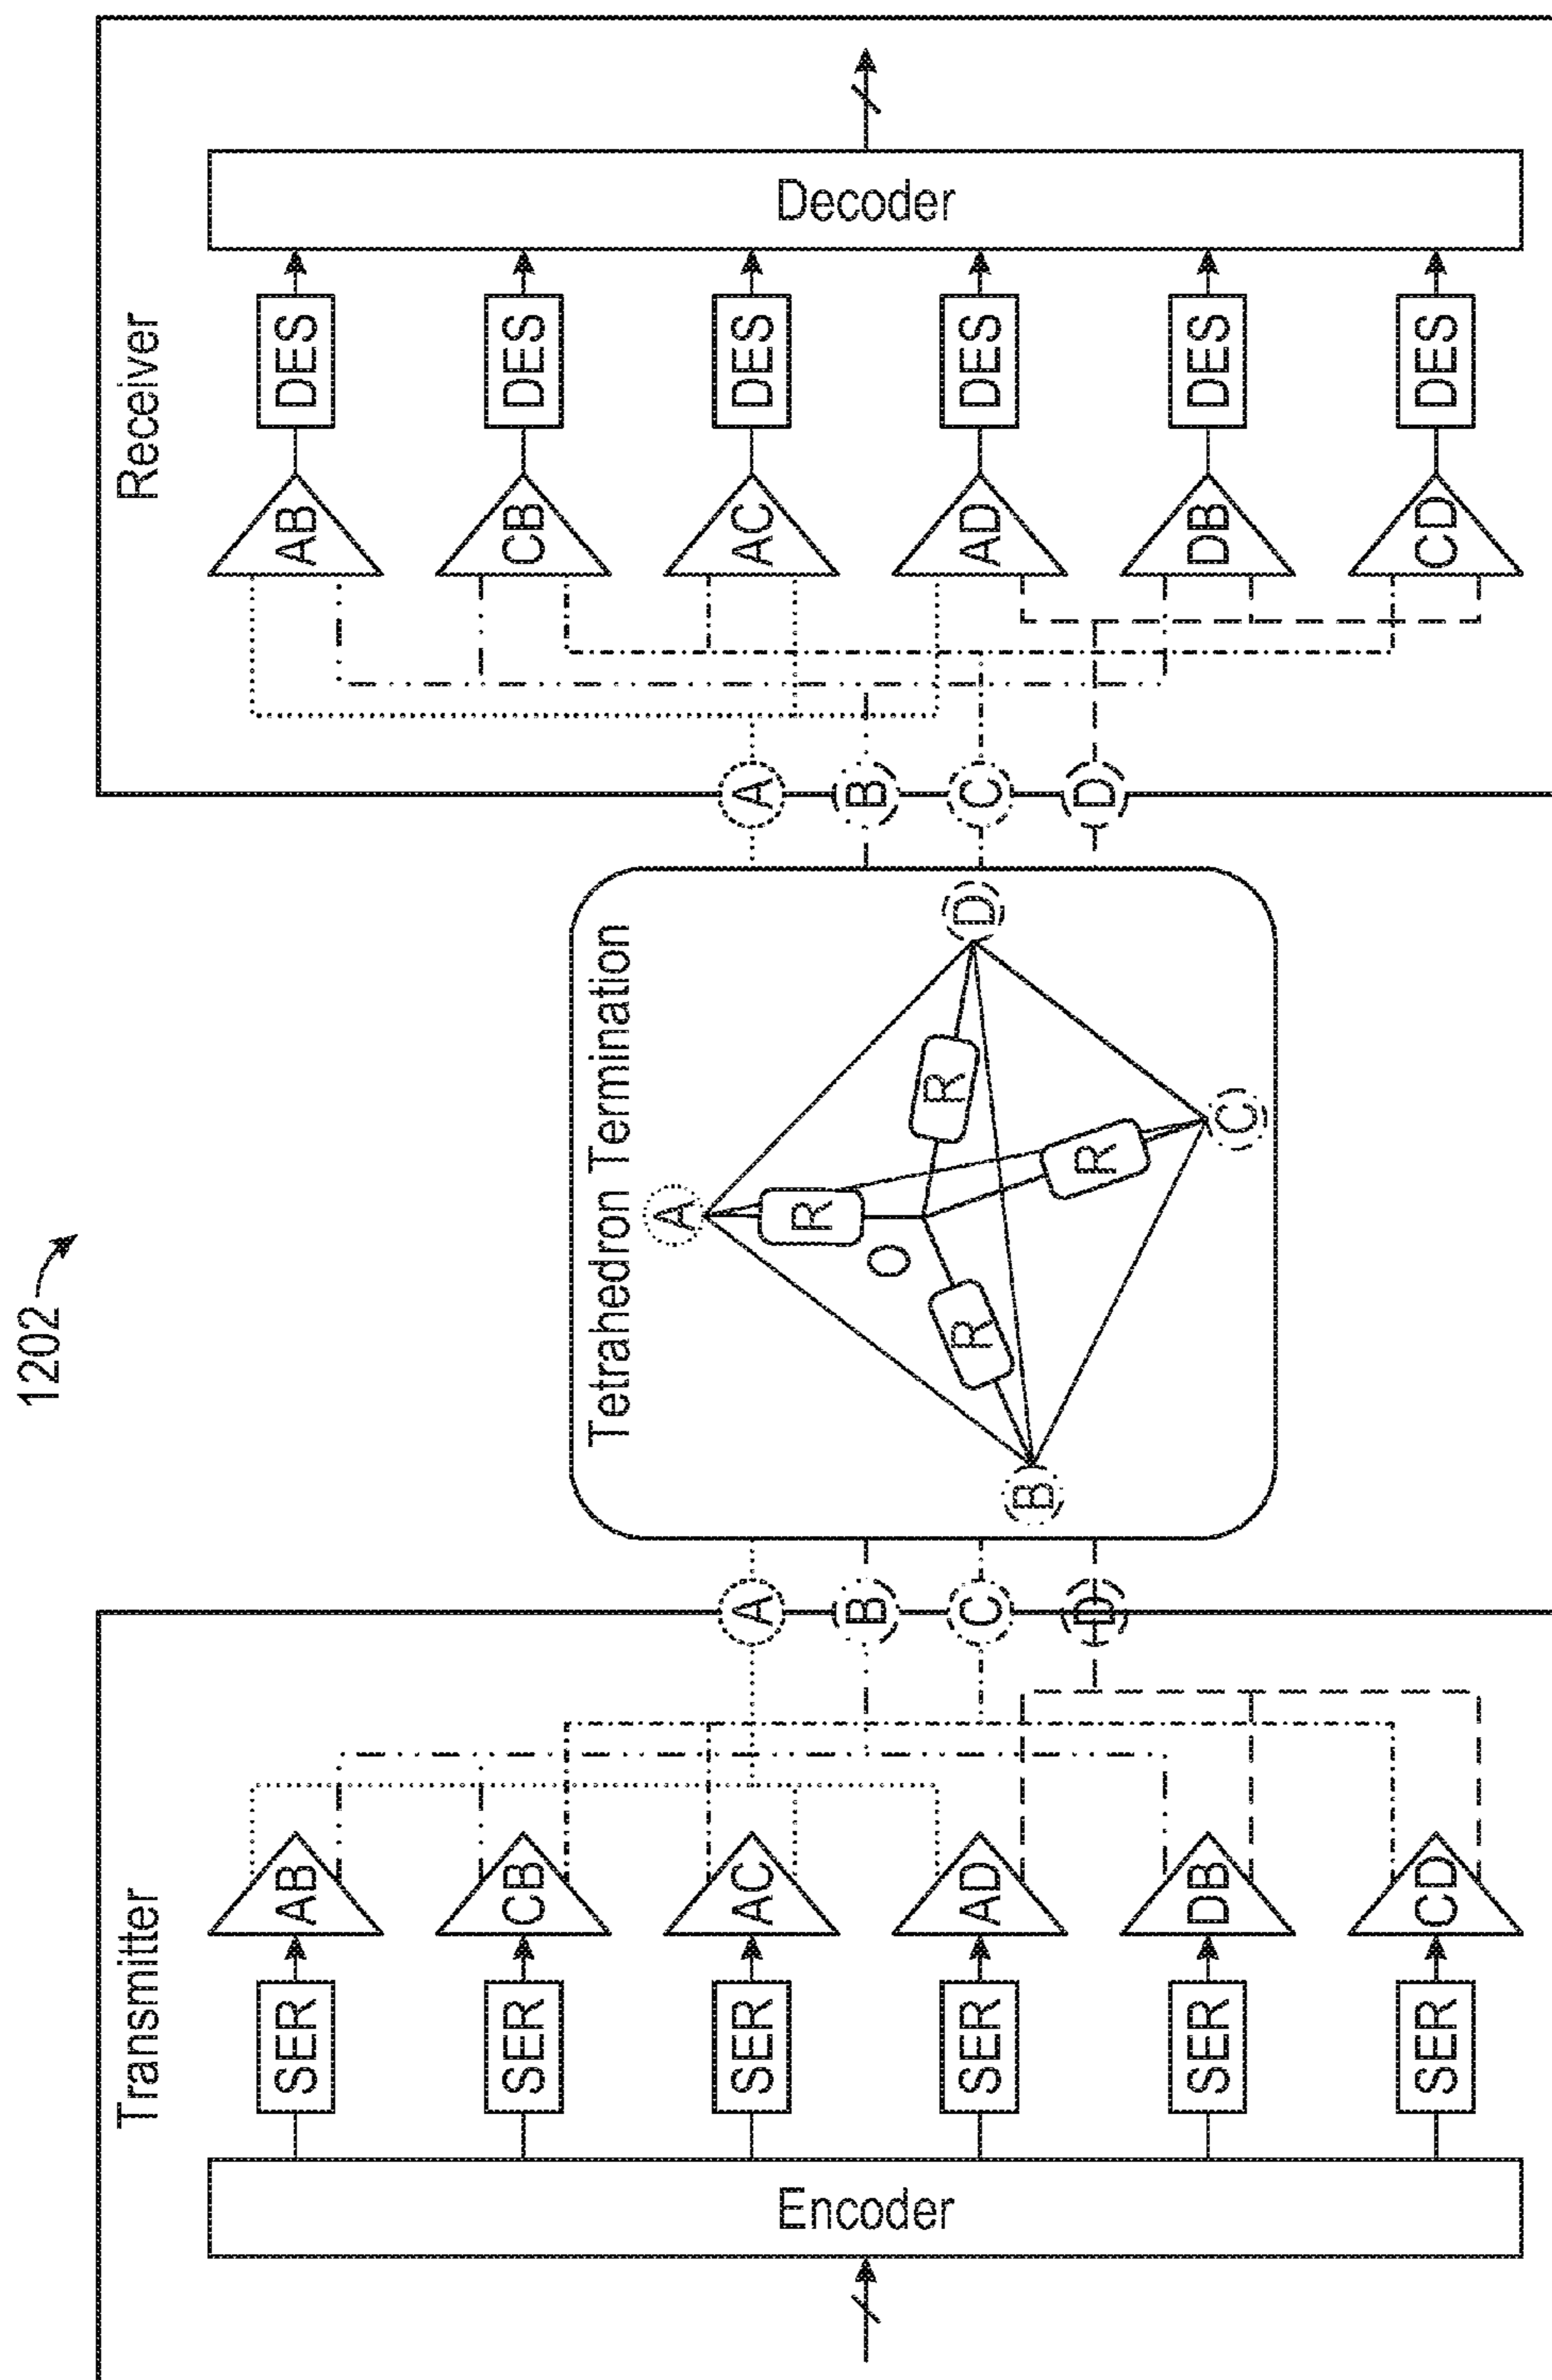 1202
Transmitter
Encoder
SER
SER
SER
SER
SER
SER
AB
CB
AC
AD
DB
CD
A
B
C
D
Tetrahedron Termination
A
B
C
D
O
R
R
R
R
A
B
C
D
Receiver
AB
CB
AC
AD
DB
CD
DES
DES
DES
DES
DES
DES
Decoder